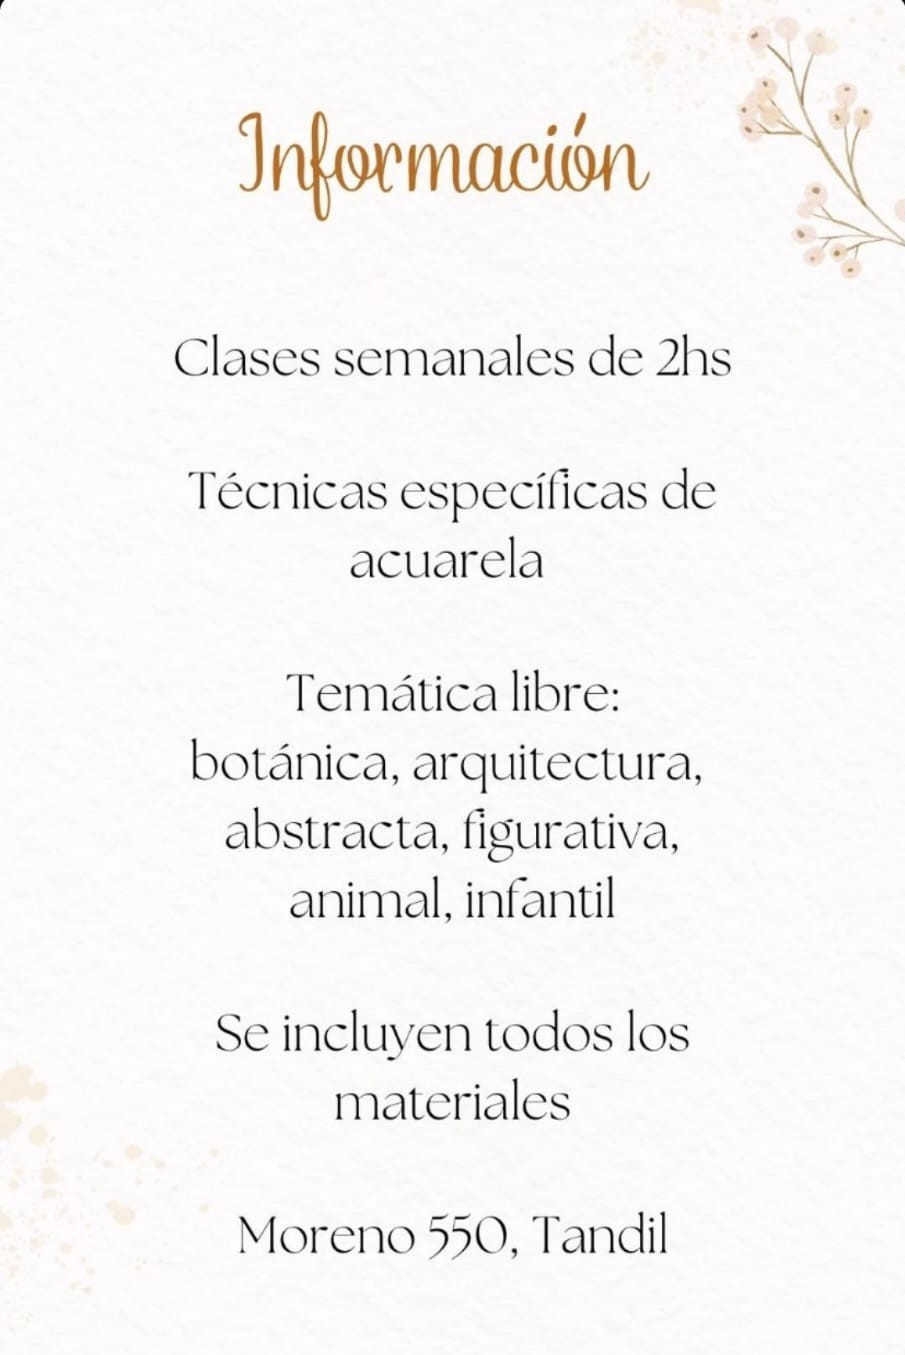 Información
Clases semanales de 2hs
Técnicas específicas de
acuarela
Temática libre:
botánica, arquitectura,
abstracta, figurativa,
animal, infantil
Se incluyen todos los
materiales
Moreno 550, Tandil